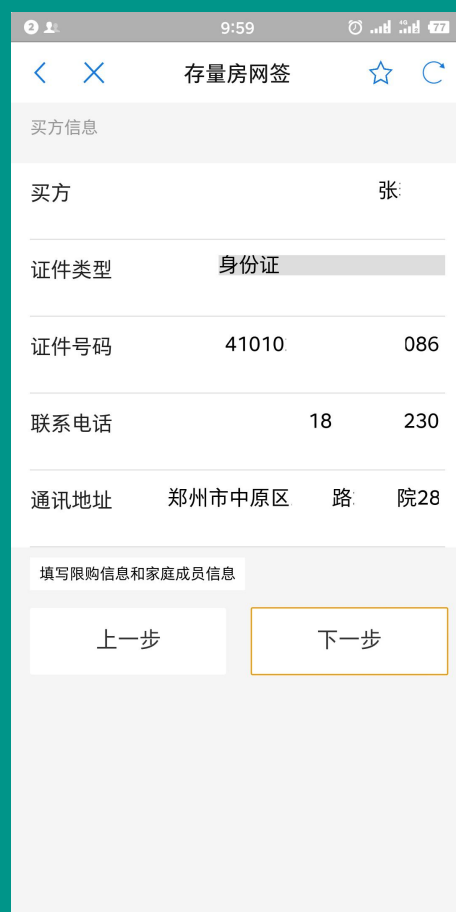 2 9:59 4G 77
存量房网签
买方信息
买方 张
证件类型 身份证
证件号码 41010 086
联系电话 18 230
通讯地址 郑州市中原区 路 院28
填写限购信息和家庭成员信息
上一步 下一步